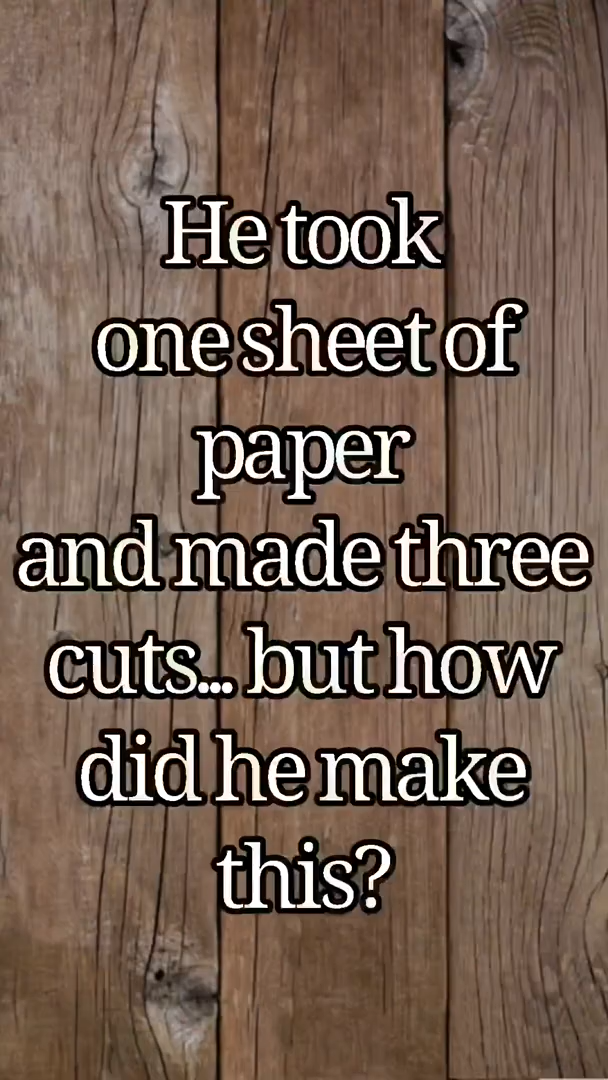 He took
one sheet of
paper
and made three
cuts... but how
did he make
this?